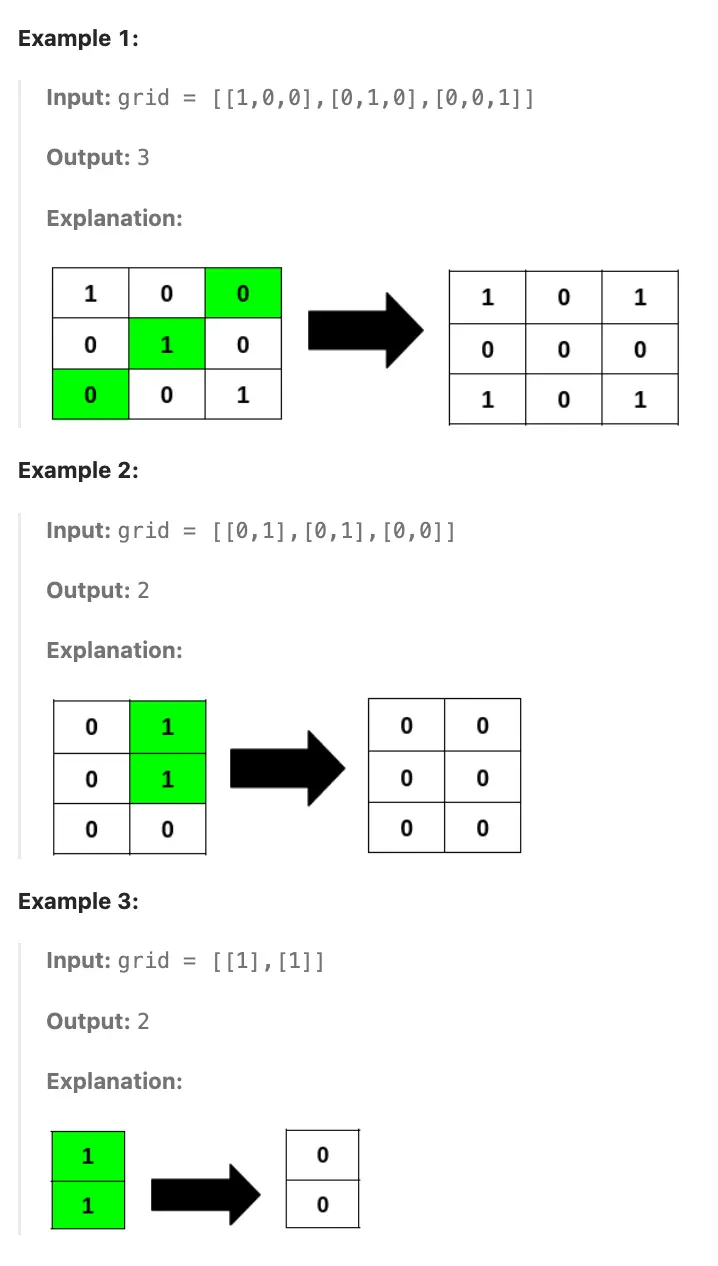 Example 1:
Input: grid = [[1,0,0],[0,1,0],[0,0,1]]
Output: 3
Explanation:
1 0 0
0 1 0
0 0 1
1 0 1
0 0 0
1 0 1
Example 2:
Input: grid = [[0,1],[0,1],[0,0]]
Output: 2
Explanation:
0 1
0 1
0 0
0 0
0 0
0 0
Example 3:
Input: grid = [[1],[1]]
Output: 2
Explanation:
1
1
0
0